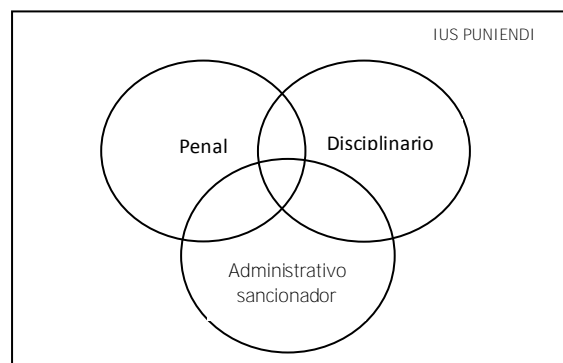 IUS PUNIENDI
Penal
Disciplinario
Administrativo
sancionador